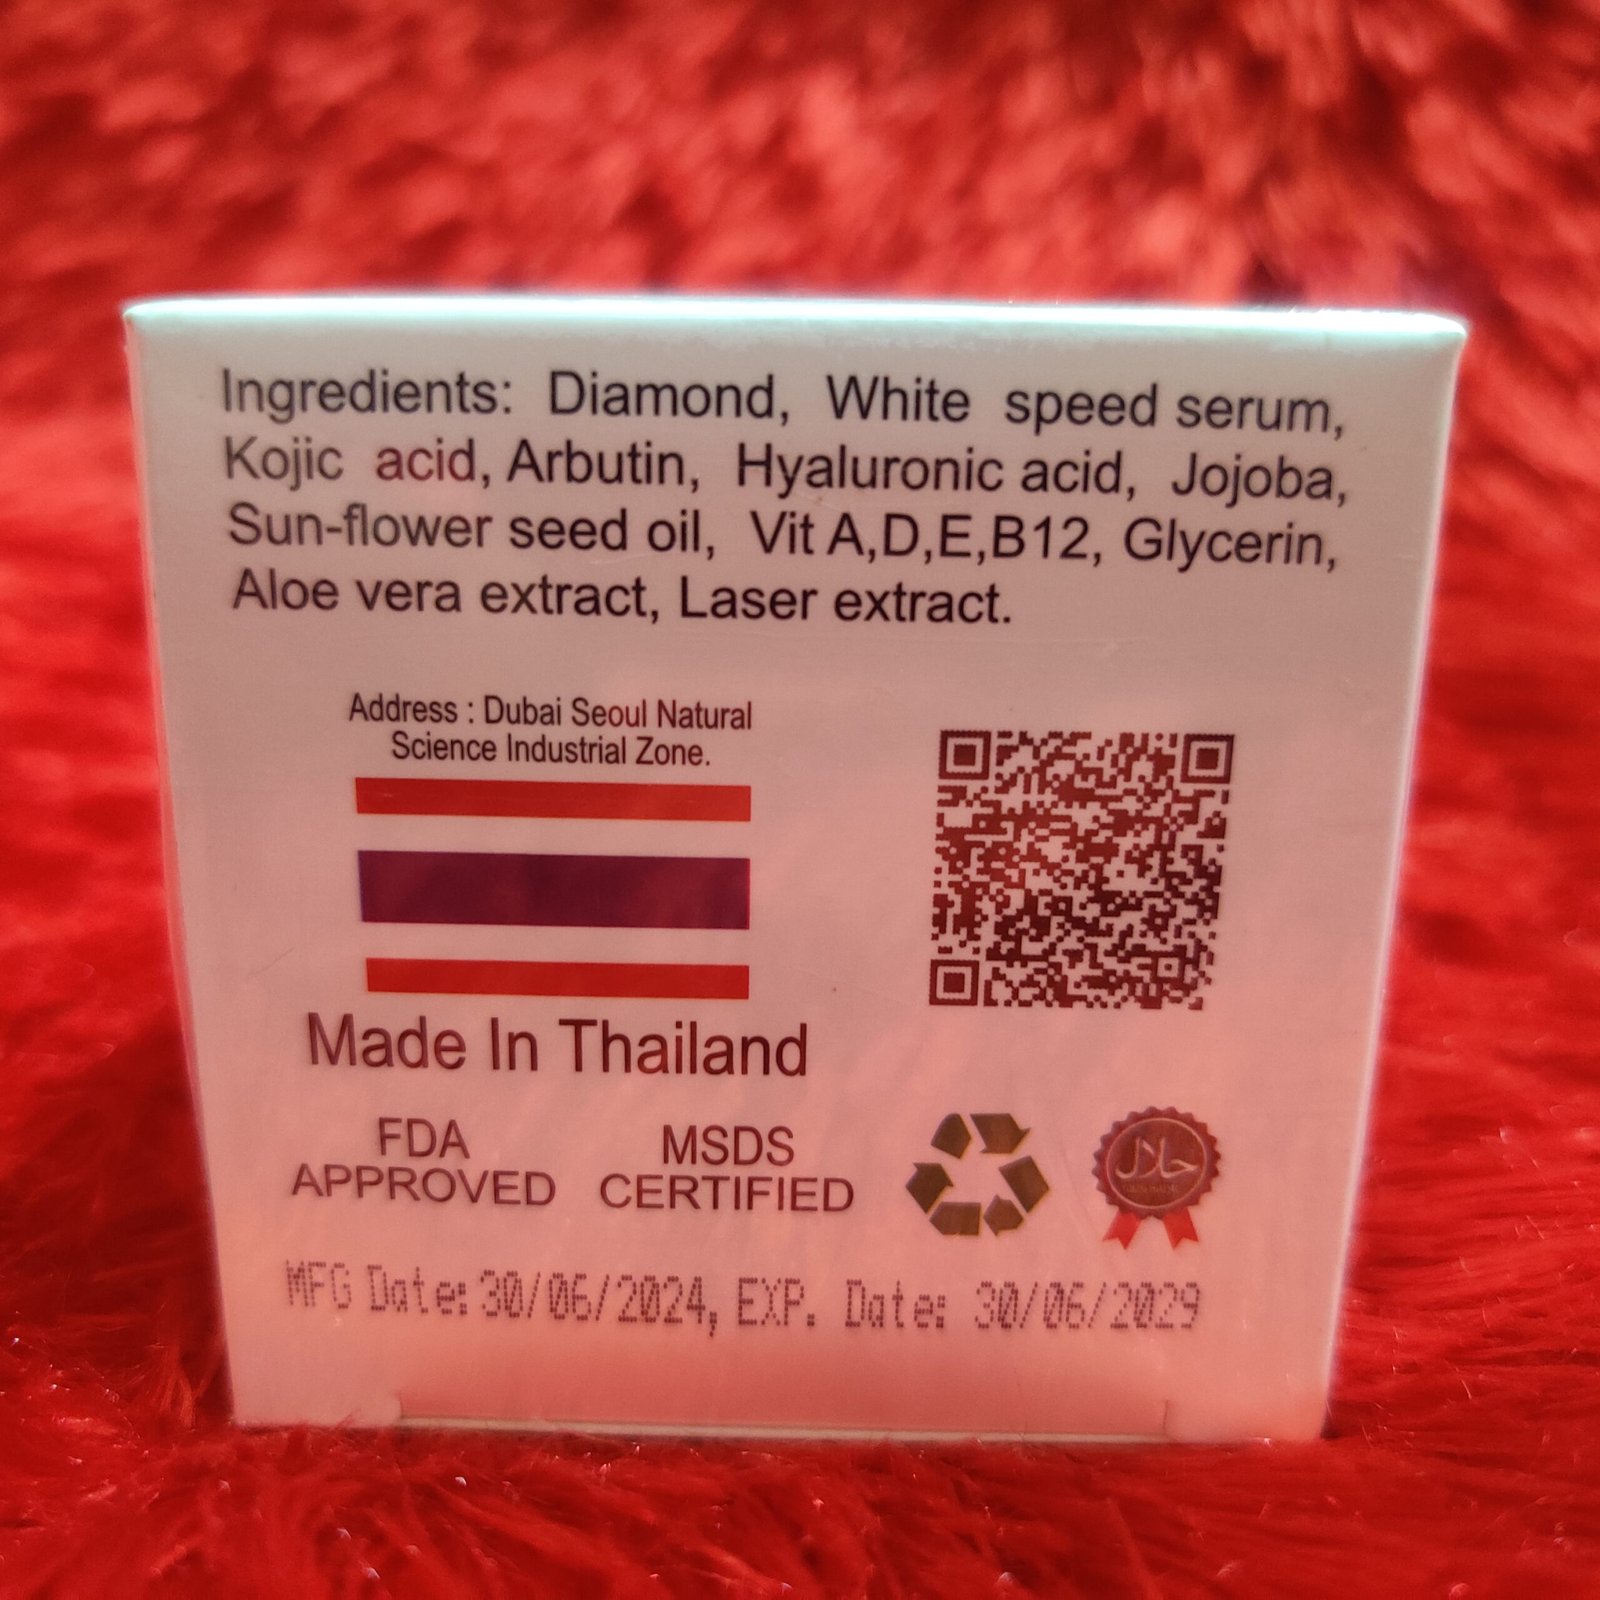 Ingredients: Diamond, White speed serum,
Kojic acid, Arbutin, Hyaluronic acid, Jojoba,
Sun-flower seed oil, Vit A,D,E,B12, Glycerin,
Aloe vera extract, Laser extract.
Address : Dubai Seoul Natural
Science Industrial Zone.
Made In Thailand
FDA
APPROVED
MSDS
CERTIFIED
حلال
MFG Date: 30/06/2024, EXP. Date: 30/06/2029